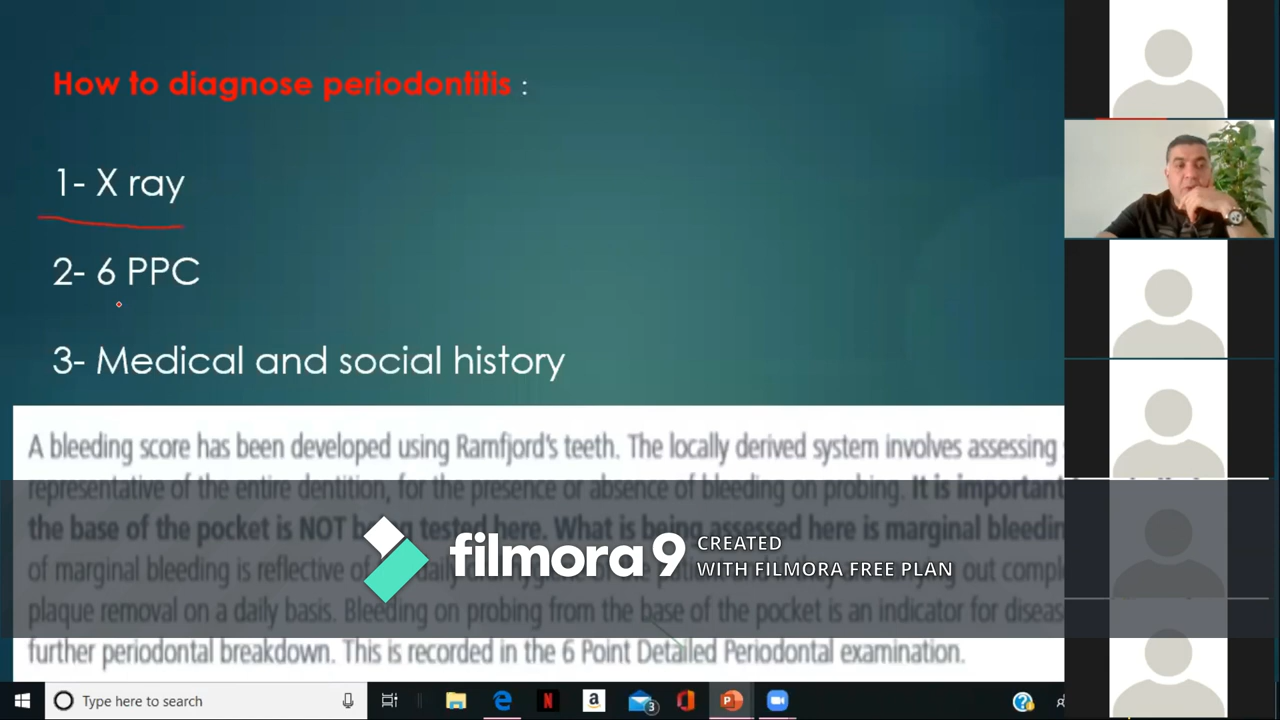 How to diagnose periodontitis :
1- X ray
2- 6 PPC
3- Medical and social history
A bleeding score has been developed using Ramfjord's teeth. The locally derived system involves assessing
representative of the entire dentition, for the presence or absence of bleeding on probing. It is important
the base of the pocket is NOT being tested here. What is being assessed here is marginal bleeding
of marginal bleeding is reflective of
out
plaque removal on a daily basis. Bleeding on probing from the base of the pocket is an indicator for
further periodontal breakdown. This is recorded in the 6 Point Detailed Periodontal examination.
filmora 9 CREATED
WITH FILMORA FREE PLAN
Type here to search
3